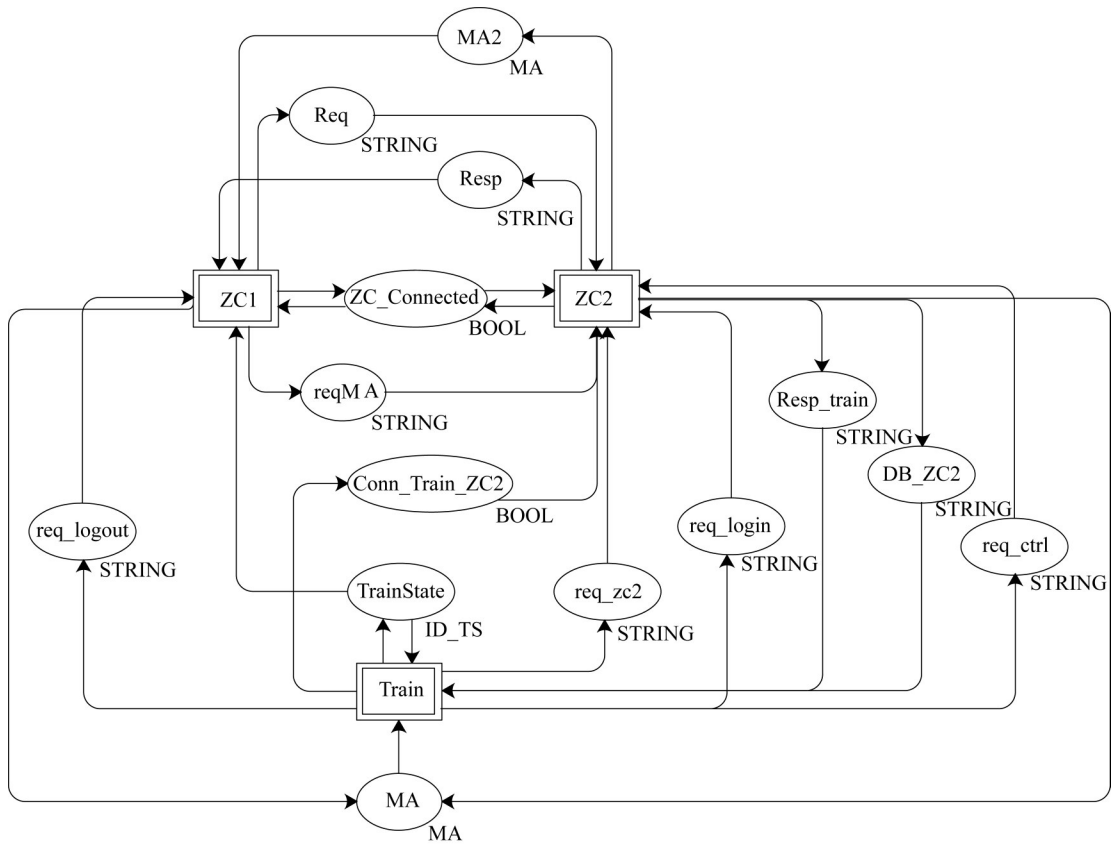 MA2
MA
Req
STRING
Resp
STRING
ZC1
ZC_Connected
BOOL
ZC2
reqMA
STRING
Resp_train
STRING
Conn_Train_ZC2
BOOL
DB_ZC2
STRING
req_logout
STRING
req_login
STRING
req_ctrl
STRING
TrainState
ID_TS
req_zc2
STRING
Train
MA
MA